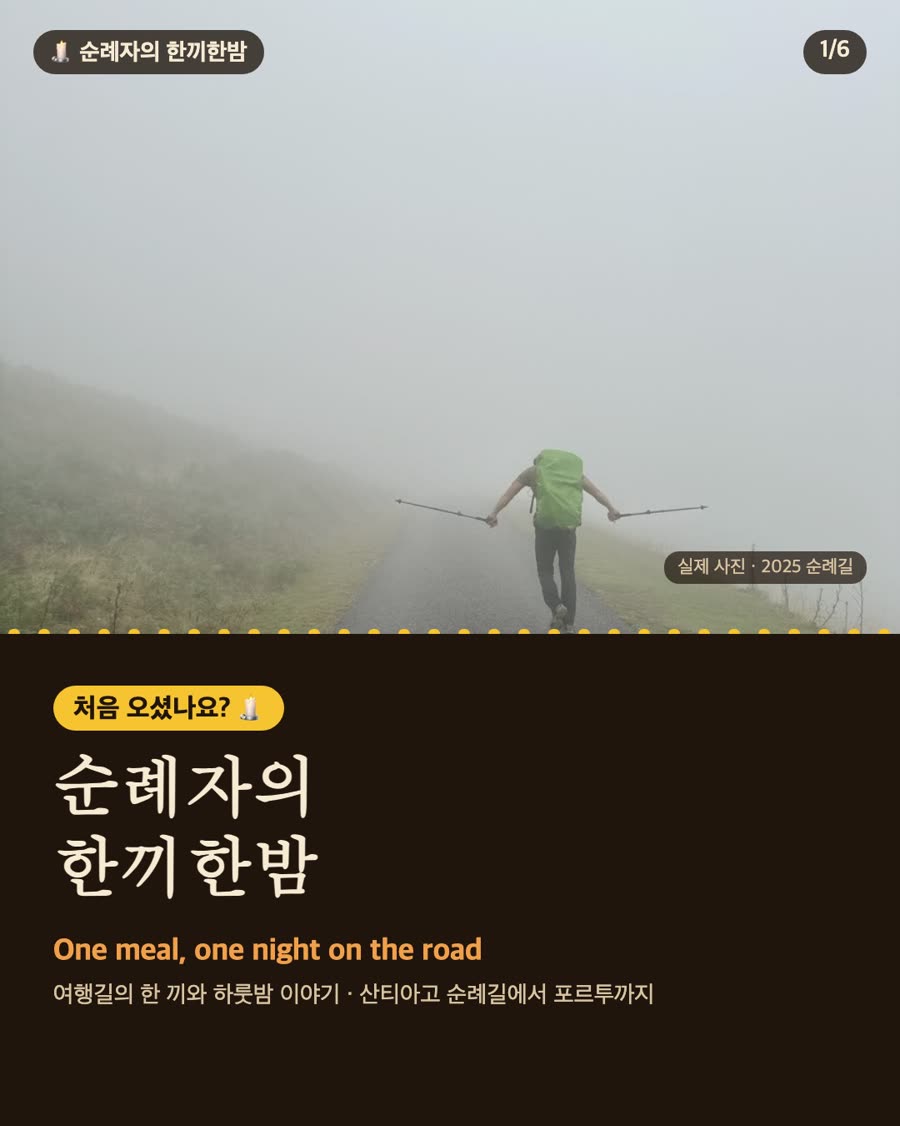 🕯️ 순례자의 한끼한밤
1/6
실제 사진 · 2025 순례길
처음 오셨나요? 🕯️
순례자의
한끼한밤
One meal, one night on the road
여행길의 한 끼와 하룻밤 이야기 · 산티아고 순례길에서 포르투까지